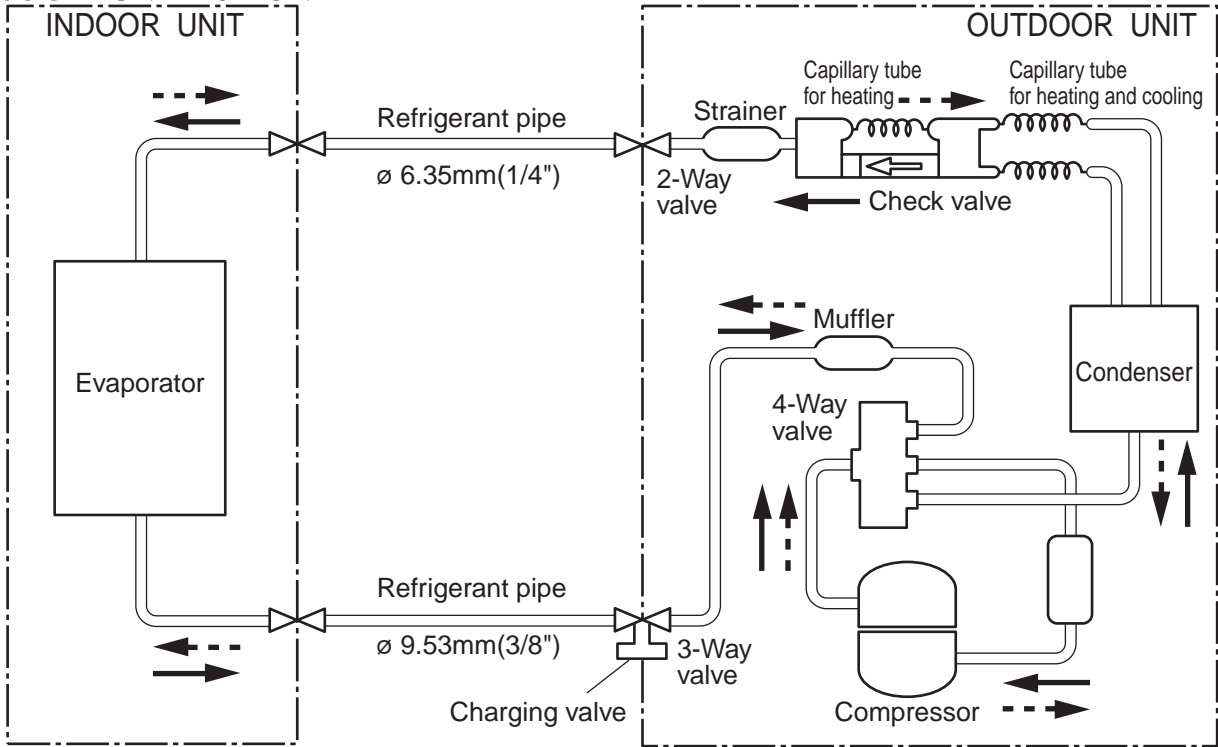 INDOOR UNIT
OUTDOOR UNIT
Capillary tube
for heating
Capillary tube
for heating and cooling
Strainer
Refrigerant pipe
ø 6.35mm(1/4")
2-Way
valve
Check valve
Muffler
Evaporator
Condenser
4-Way
valve
Refrigerant pipe
ø 9.53mm(3/8")
3-Way
valve
Charging valve
Compressor